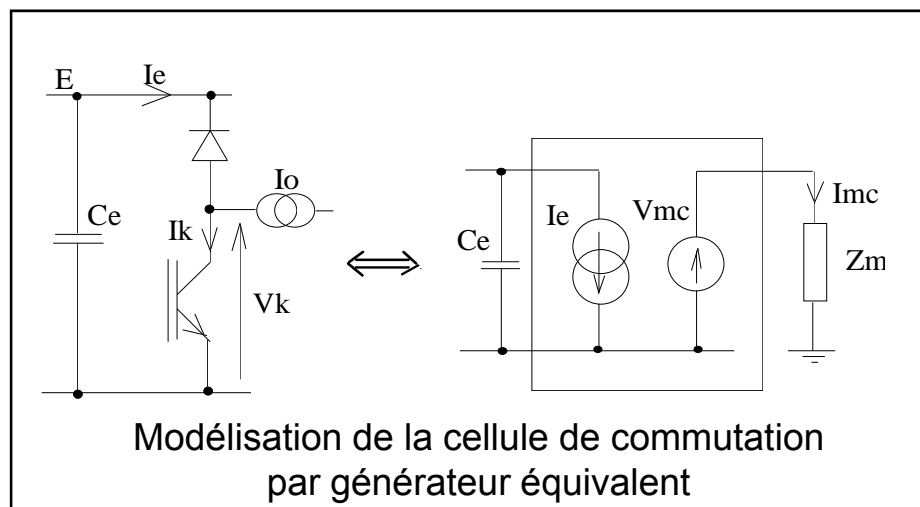 E
Ie
Ce
Ik
Io
Vk
Ce
Ie
Vmc
Imc
Zm
Modélisation de la cellule de commutation
par générateur équivalent